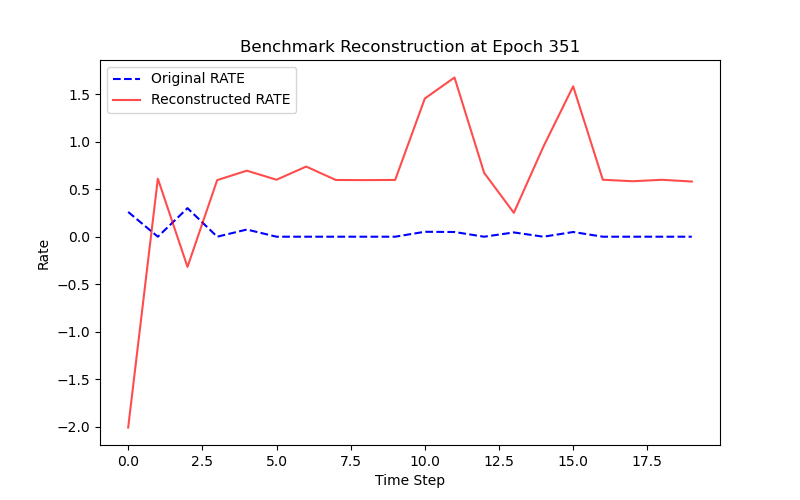 Benchmark Reconstruction at Epoch 351
Original RATE
Reconstructed RATE
1.5
1.0
0.5
0.0
−0.5
−1.0
−1.5
−2.0
Rate
0.0 2.5 5.0 7.5 10.0 12.5 15.0 17.5
Time Step